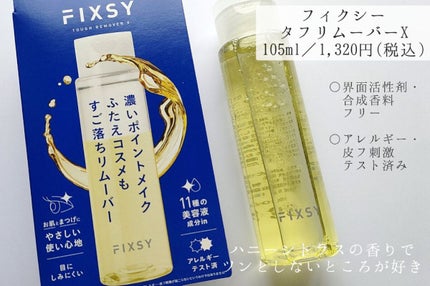 FIXSY
TOUGH REMOVER X
濃いポイントメイク
ふたえコスメも
すご落ちリムーバー
お肌とまつげに
やさしい
使い心地
目に
しみにくい
FIXSY
11種の
美容液
成分in
アレルギー
テスト済
フィクシー
タフリムーバーX
105ml／1,320円(税込)
○界面活性剤・
合成香料
フリー
○アレルギー・
皮フ刺激
テスト済み
FIXSY
ハニーシトラスの香りで
ツンとしないところが好き